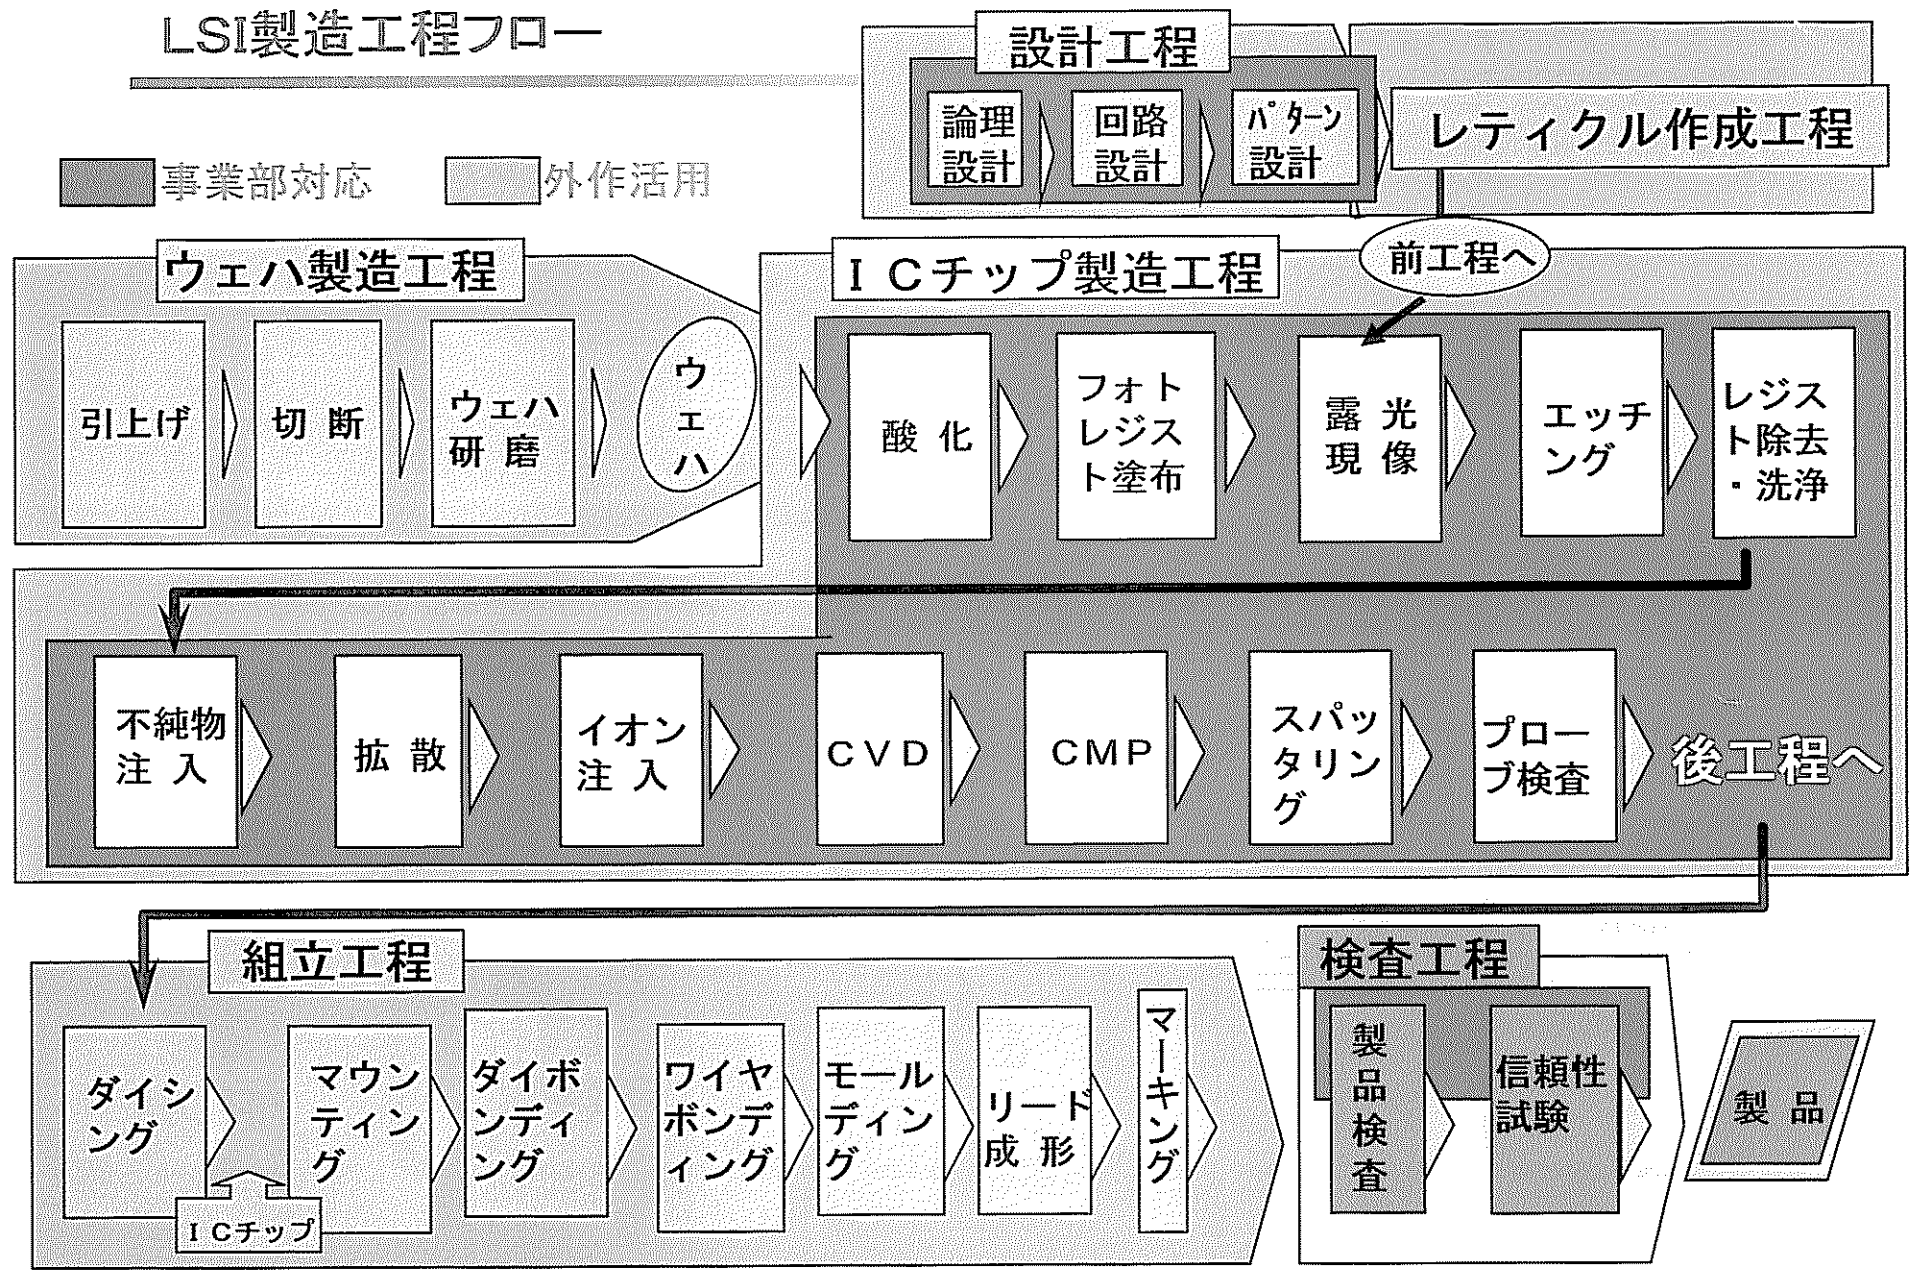 LSI製造工程フロー
設計工程
論理
設計
回路
設計
パターン
設計
レティクル作成工程
事業部対応
外作活用
前工程へ
ウェハ製造工程
引上げ
切 断
ウェハ
研 磨
ウ
ェ
ハ
ＩＣチップ製造工程
酸 化
フォト
レジス
ト塗布
露 光
現 像
エッチ
ング
レジス
ト除去
・洗浄
不純物
注 入
拡 散
イオン
注 入
ＣＶＤ
CMP
スパッ
タリン
グ
プロー
ブ検査
後工程へ
組立工程
ダイシ
ング
ＩＣチップ
マウン
ティン
グ
ダイボ
ンディ
ング
ワイヤ
ボンデ
ィング
モール
ディン
グ
リード
成 形
マーキング
検査工程
製
品
検
査
信頼性
試験
製 品